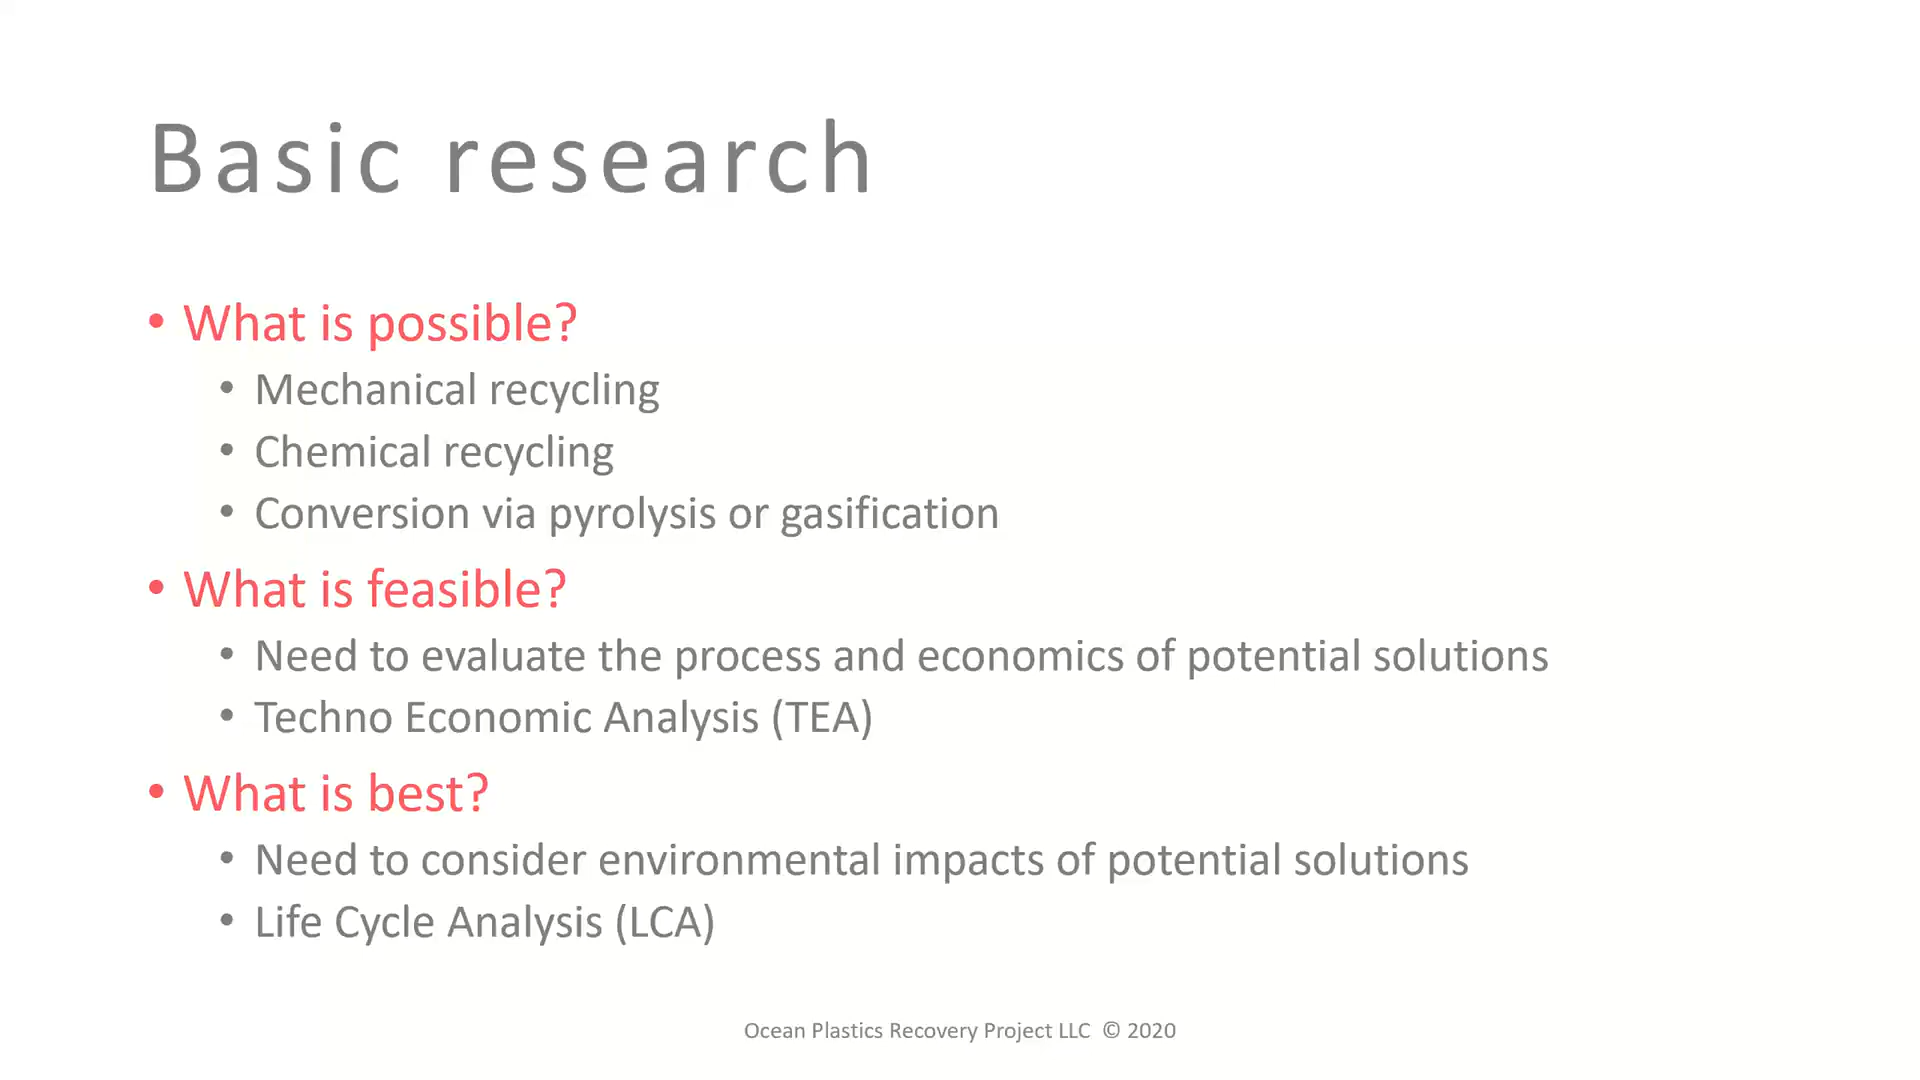 Basic research
• What is possible?
• Mechanical recycling
• Chemical recycling
• Conversion via pyrolysis or gasification
• What is feasible?
• Need to evaluate the process and economics of potential solutions
• Techno Economic Analysis (TEA)
• What is best?
• Need to consider environmental impacts of potential solutions
• Life Cycle Analysis (LCA)
Ocean Plastics Recovery Project LLC © 2020